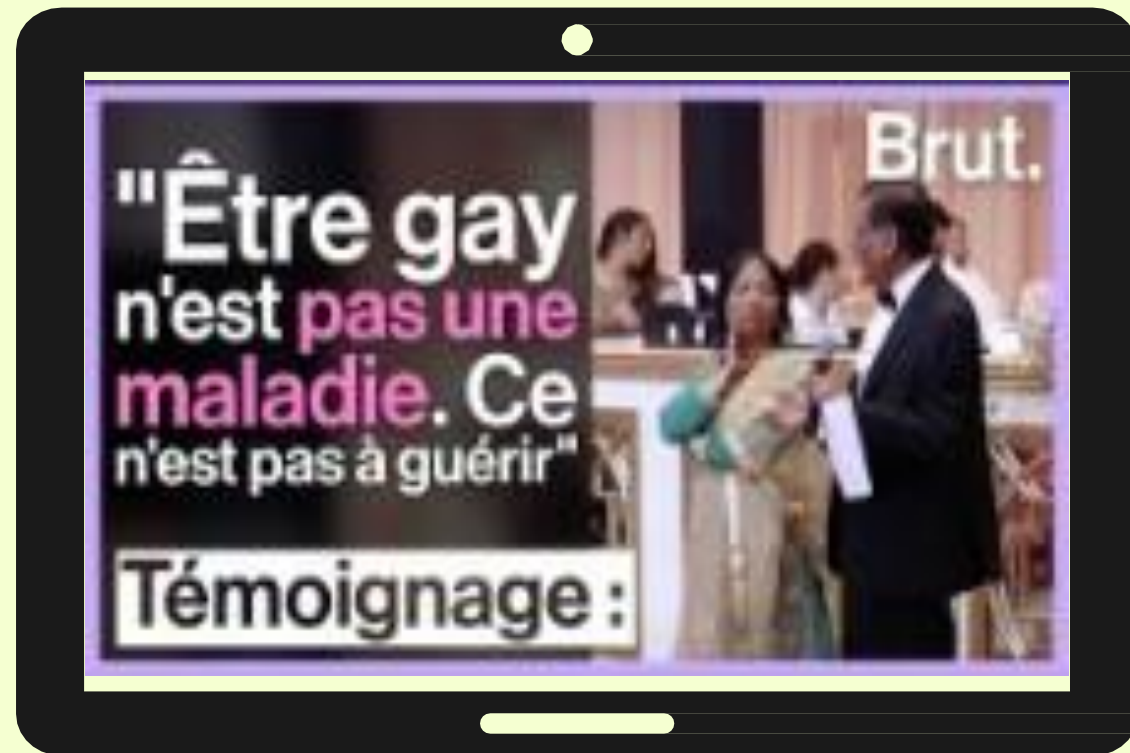 "Être gay
n'est pas une
maladie. Ce
n'est pas à guérir"
Témoignage :
Brut.